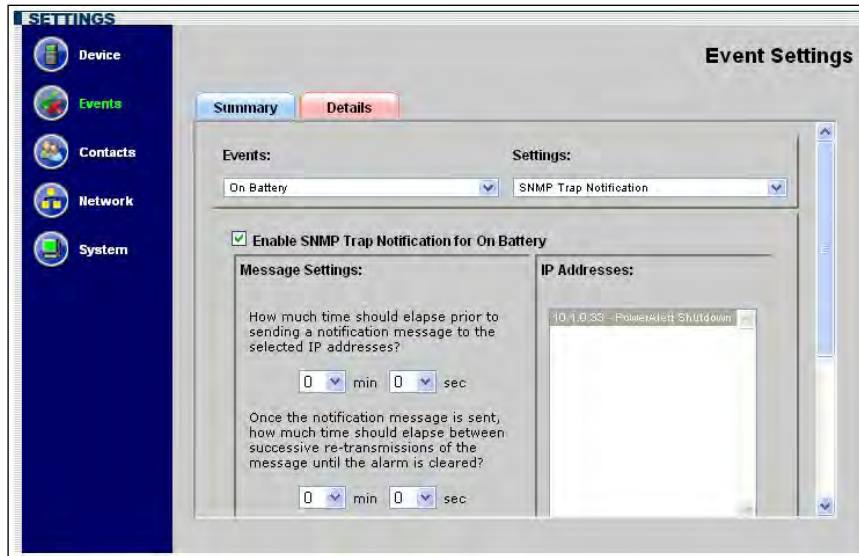 SETTINGS
Device
Events
Contacts
Network
System
Event Settings
Summary
Details
Events:
Settings:
On Battery
SNMP Trap Notification
Enable SNMP Trap Notification for On Battery
Message Settings:
How much time should elapse prior to
sending a notification message to the
selected IP addresses?
0 min 0 sec
Once the notification message is sent,
how much time should elapse between
successive re-transmissions of the
message until the alarm is cleared?
0 min 0 sec
IP Addresses:
10.1.0.33 - PowerAlert Shutdown